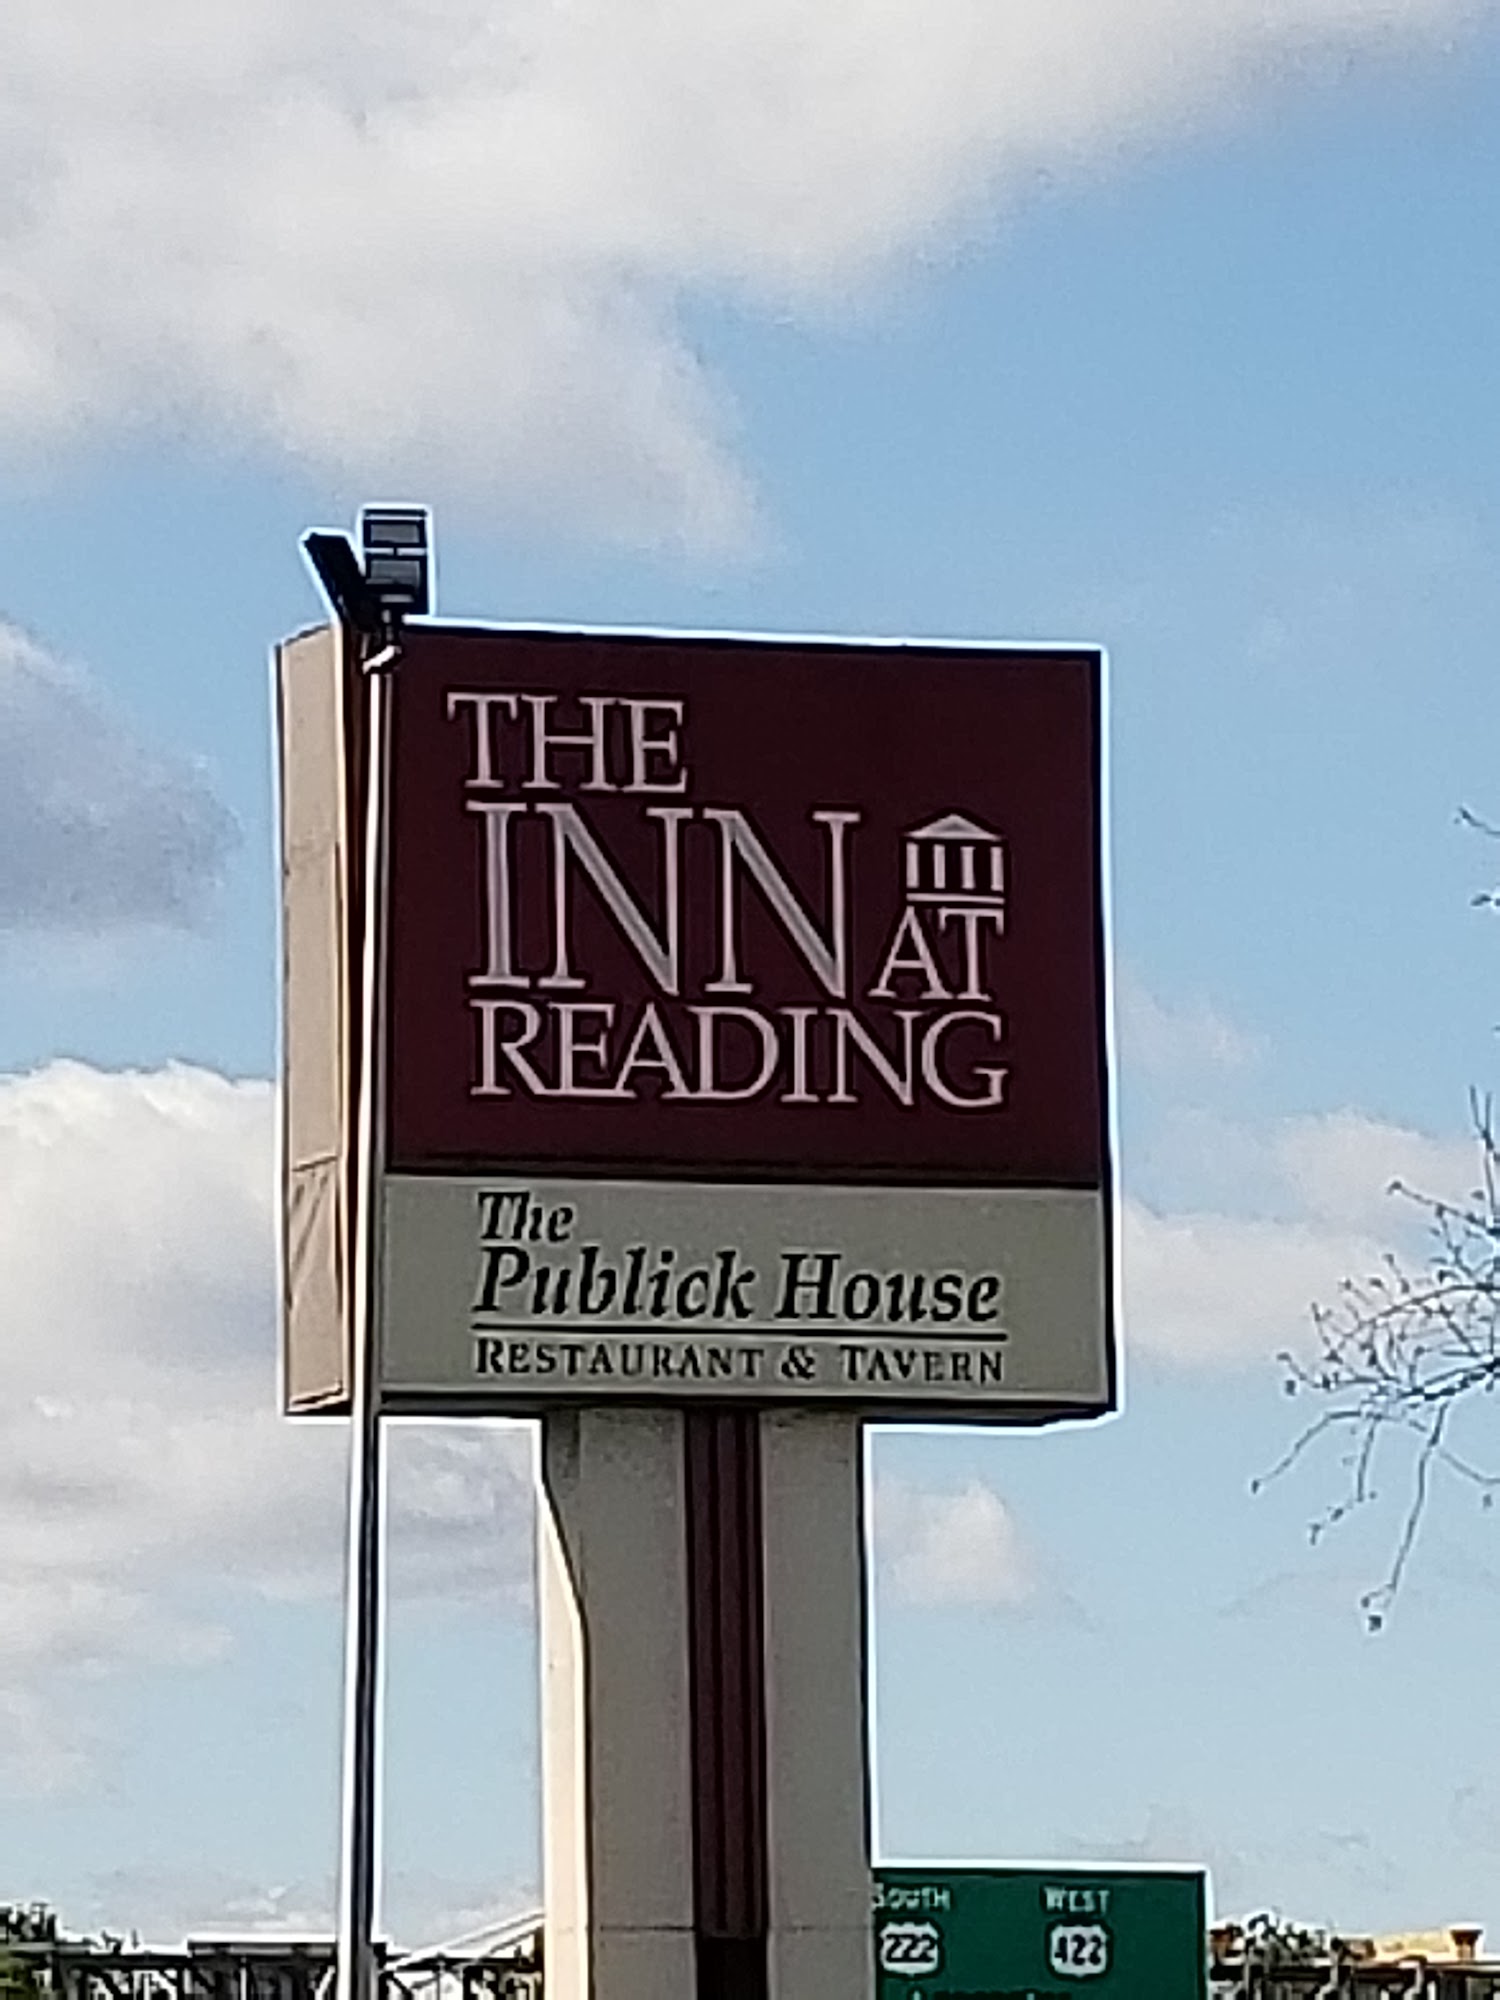 THE
INN AT
READING
The
Publick House
RESTAURANT & TAVERN
SOUTH WEST
222 422